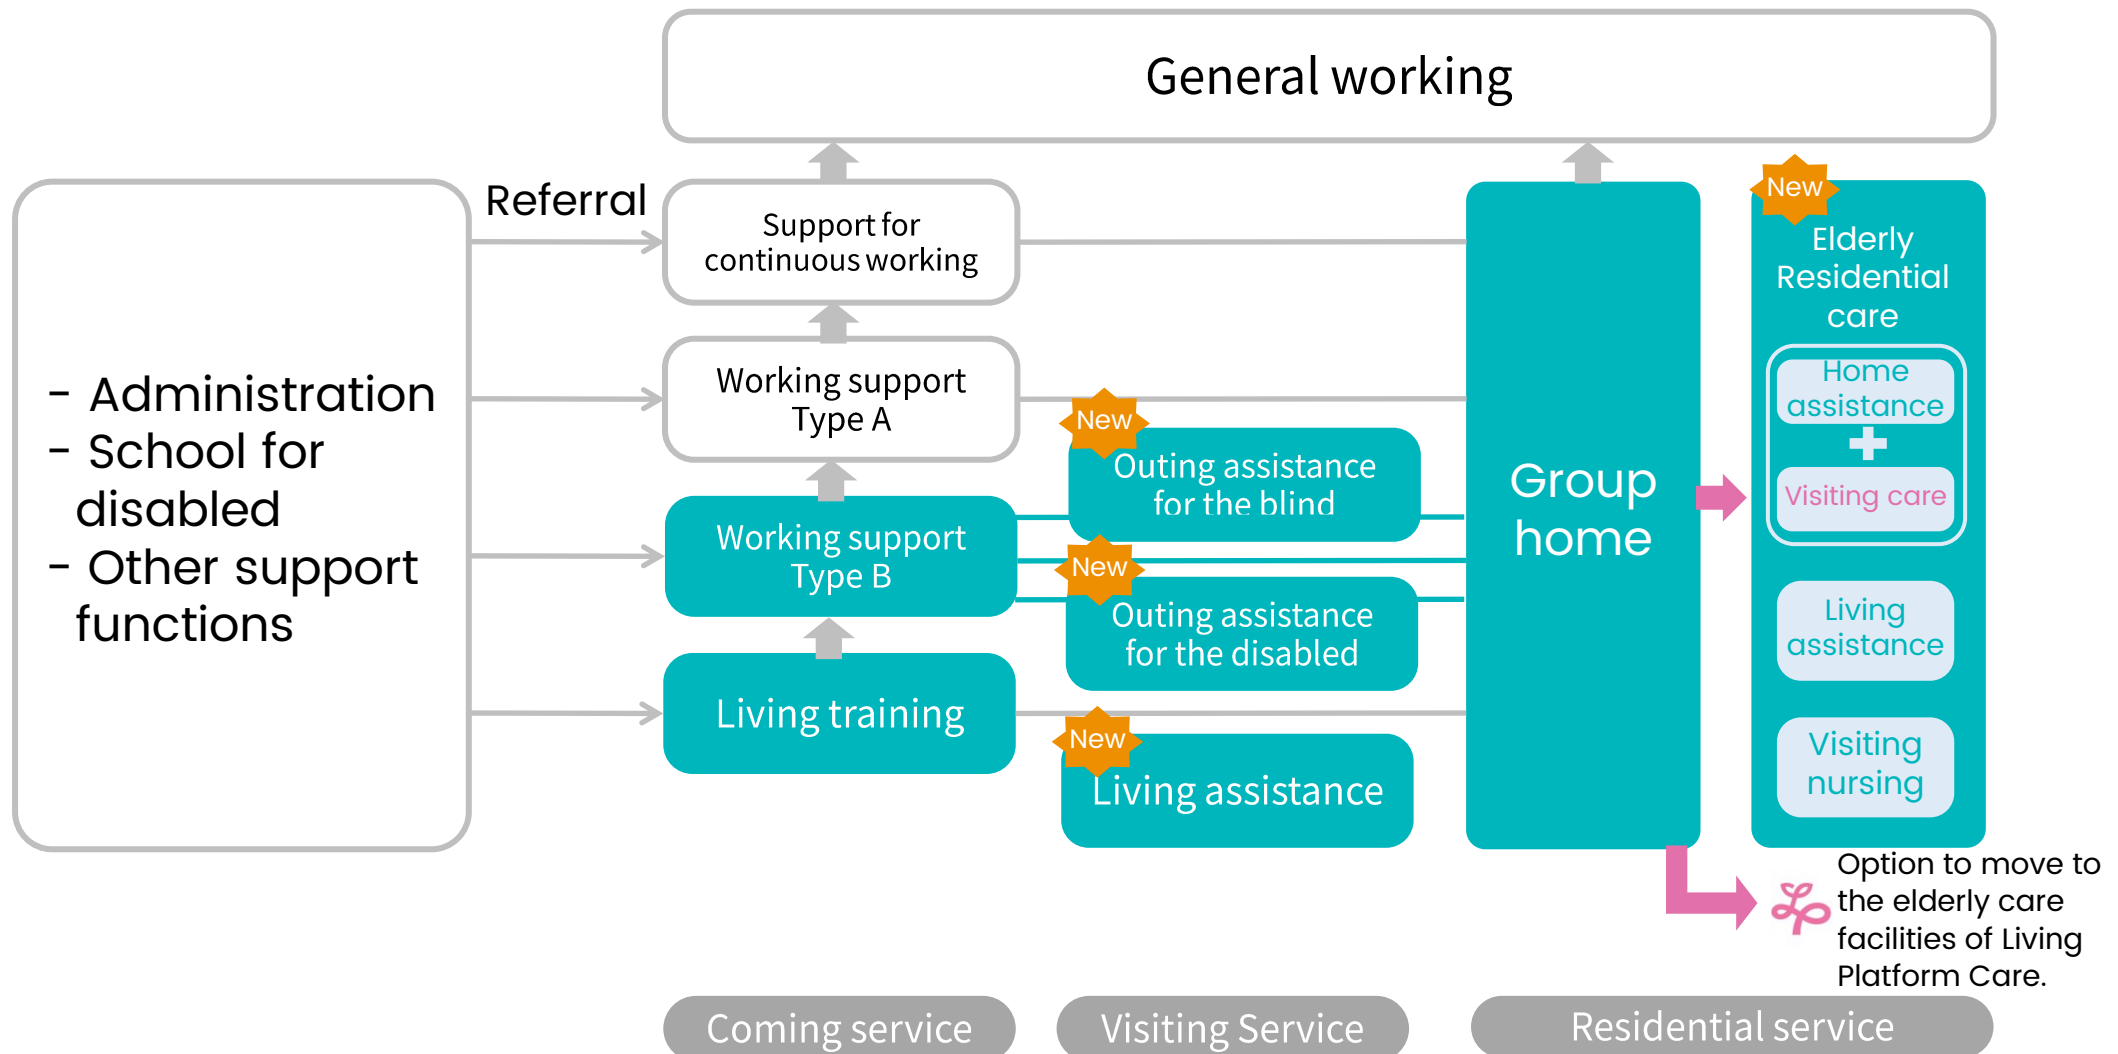 General working
Referral
- Administration
- School for
disabled
- Other support
functions
Support for
continuous working
Working support
Type A
Working support
Type B
Living training
New
Outing assistance
for the blind
New
Outing assistance
for the disabled
New
Living assistance
Group
home
New
Elderly
Residential
care
Home
assistance
Visiting care
Living
assistance
Visiting
nursing
Option to move to
the elderly care
facilities of Living
Platform Care.
Coming service
Visiting Service
Residential service